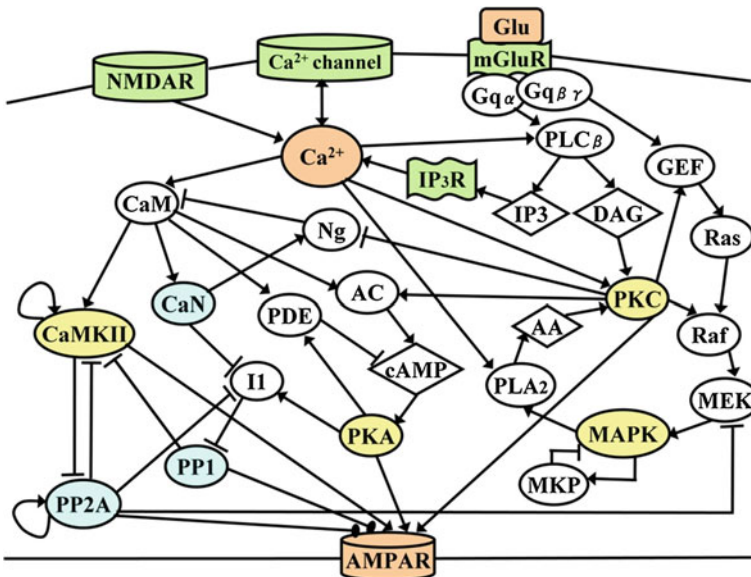 Glu
Ca²⁺ channel
mGluR
NMDAR
Gqα
Gqβγ
PLCβ
Ca²⁺
GEF
IP3R
CaM
IP3
DAG
Ng
Ras
CaN
AC
PKC
PDE
AA
CaMKII
Raf
cAMP
I1
PLA2
MEK
PKA
MAPK
PP1
MKP
PP2A
AMPAR